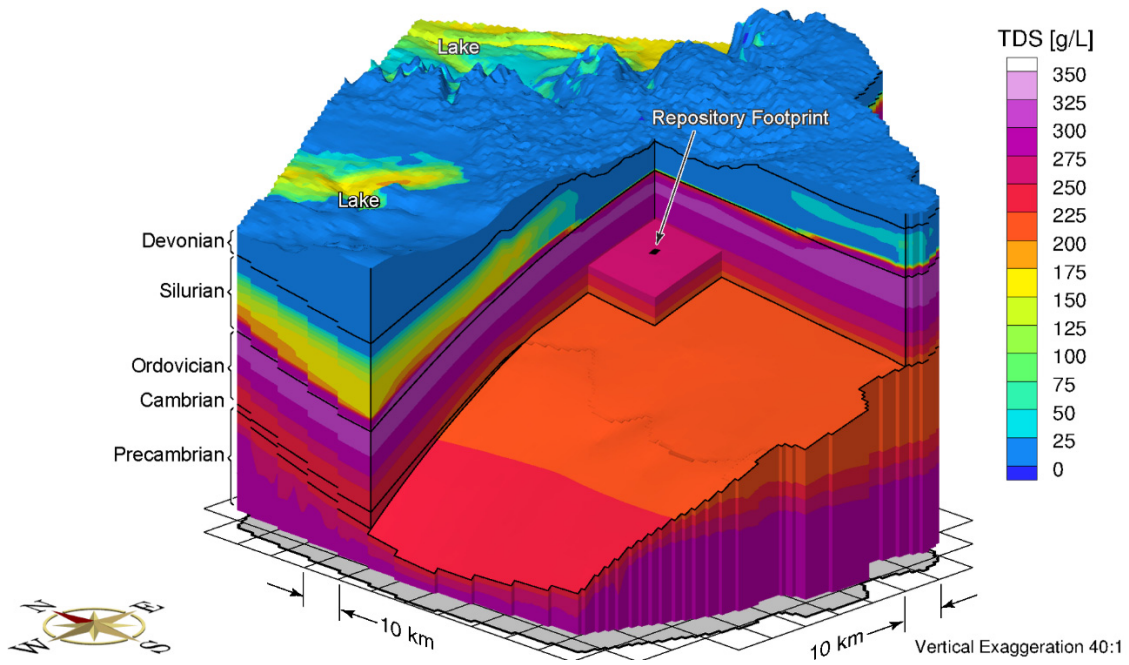 Lake
TDS [g/L]
350
325
300
275
250
225
200
175
150
125
100
75
50
25
0
Repository Footprint
Lake
Devonian
Silurian
Ordovician
Cambrian
Precambrian
N
E
W
S
10 km
10 km
Vertical Exaggeration 40:1